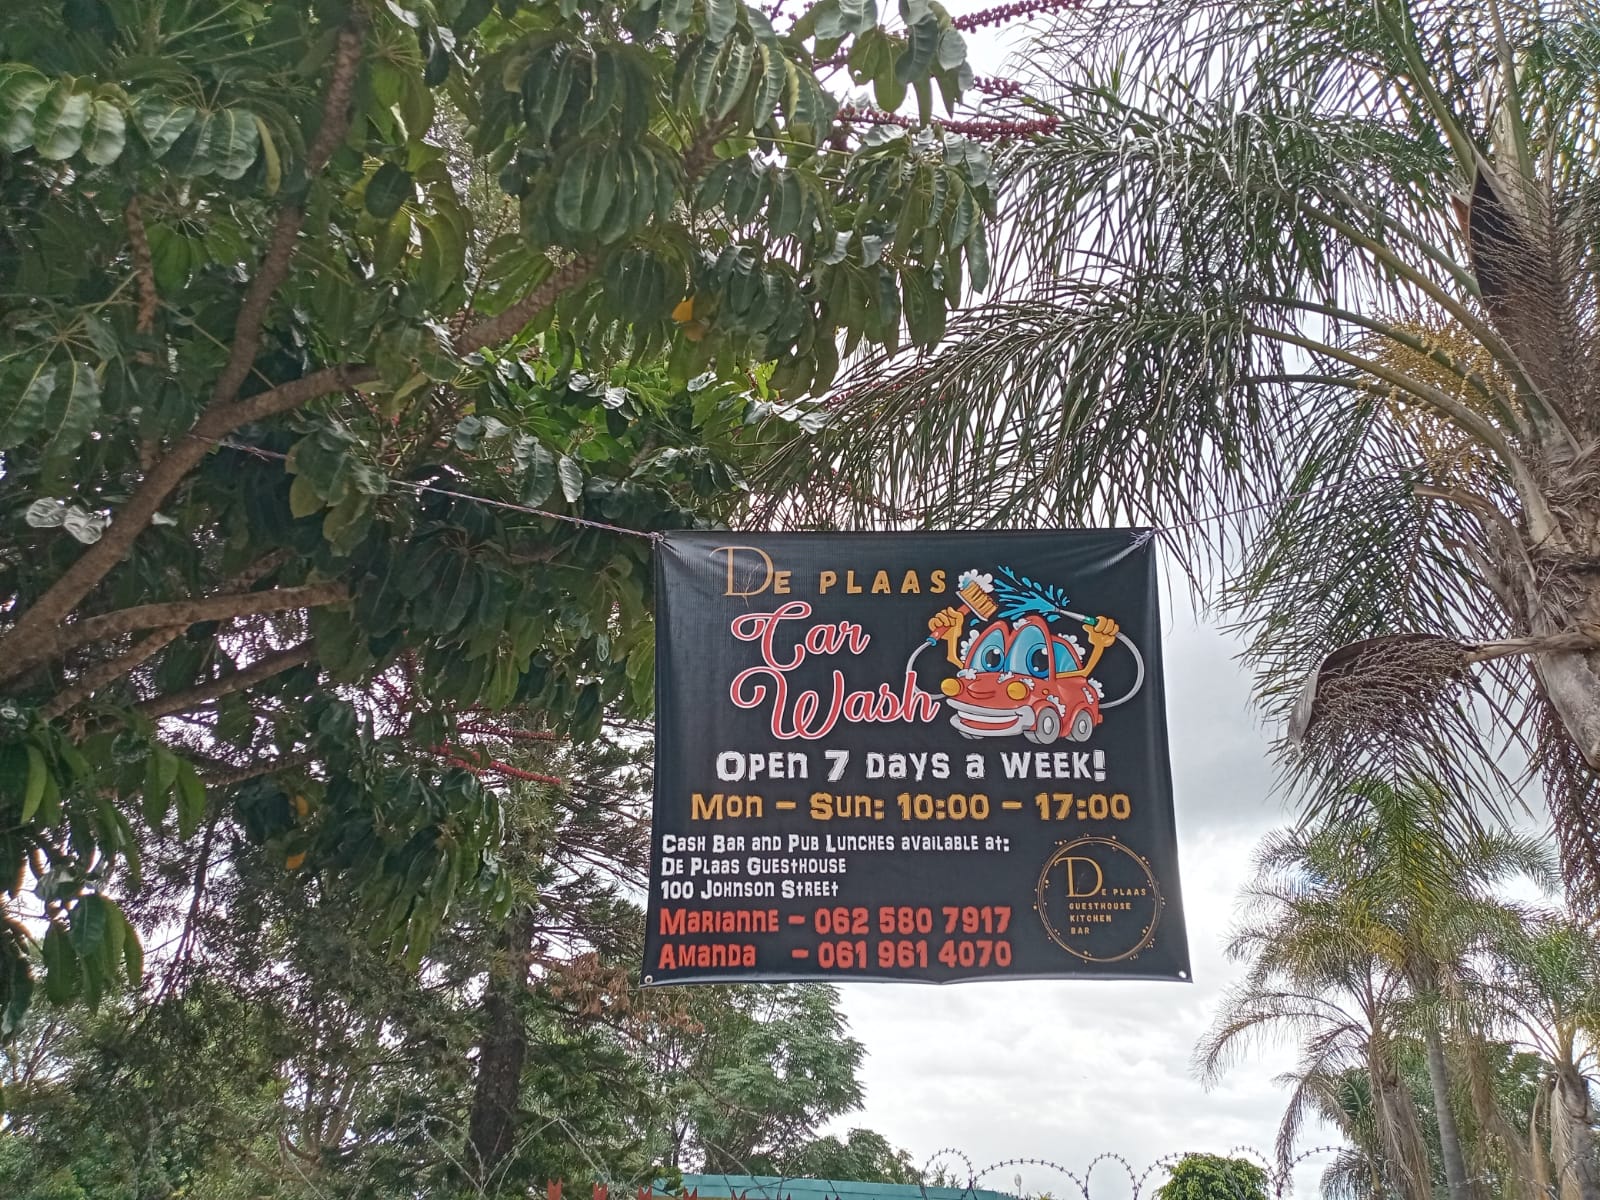 De PLAAS
Car
Wash
Open 7 days a week!
Mon - Sun: 10:00 - 17:00
Cash Bar and Pub Lunches available at:
De Plaas Guesthouse
100 Johnson Street
Marianne - 062 580 7917
Amanda - 061 961 4070
De PLAAS
GUESTHOUSE
KITCHEN
BAR